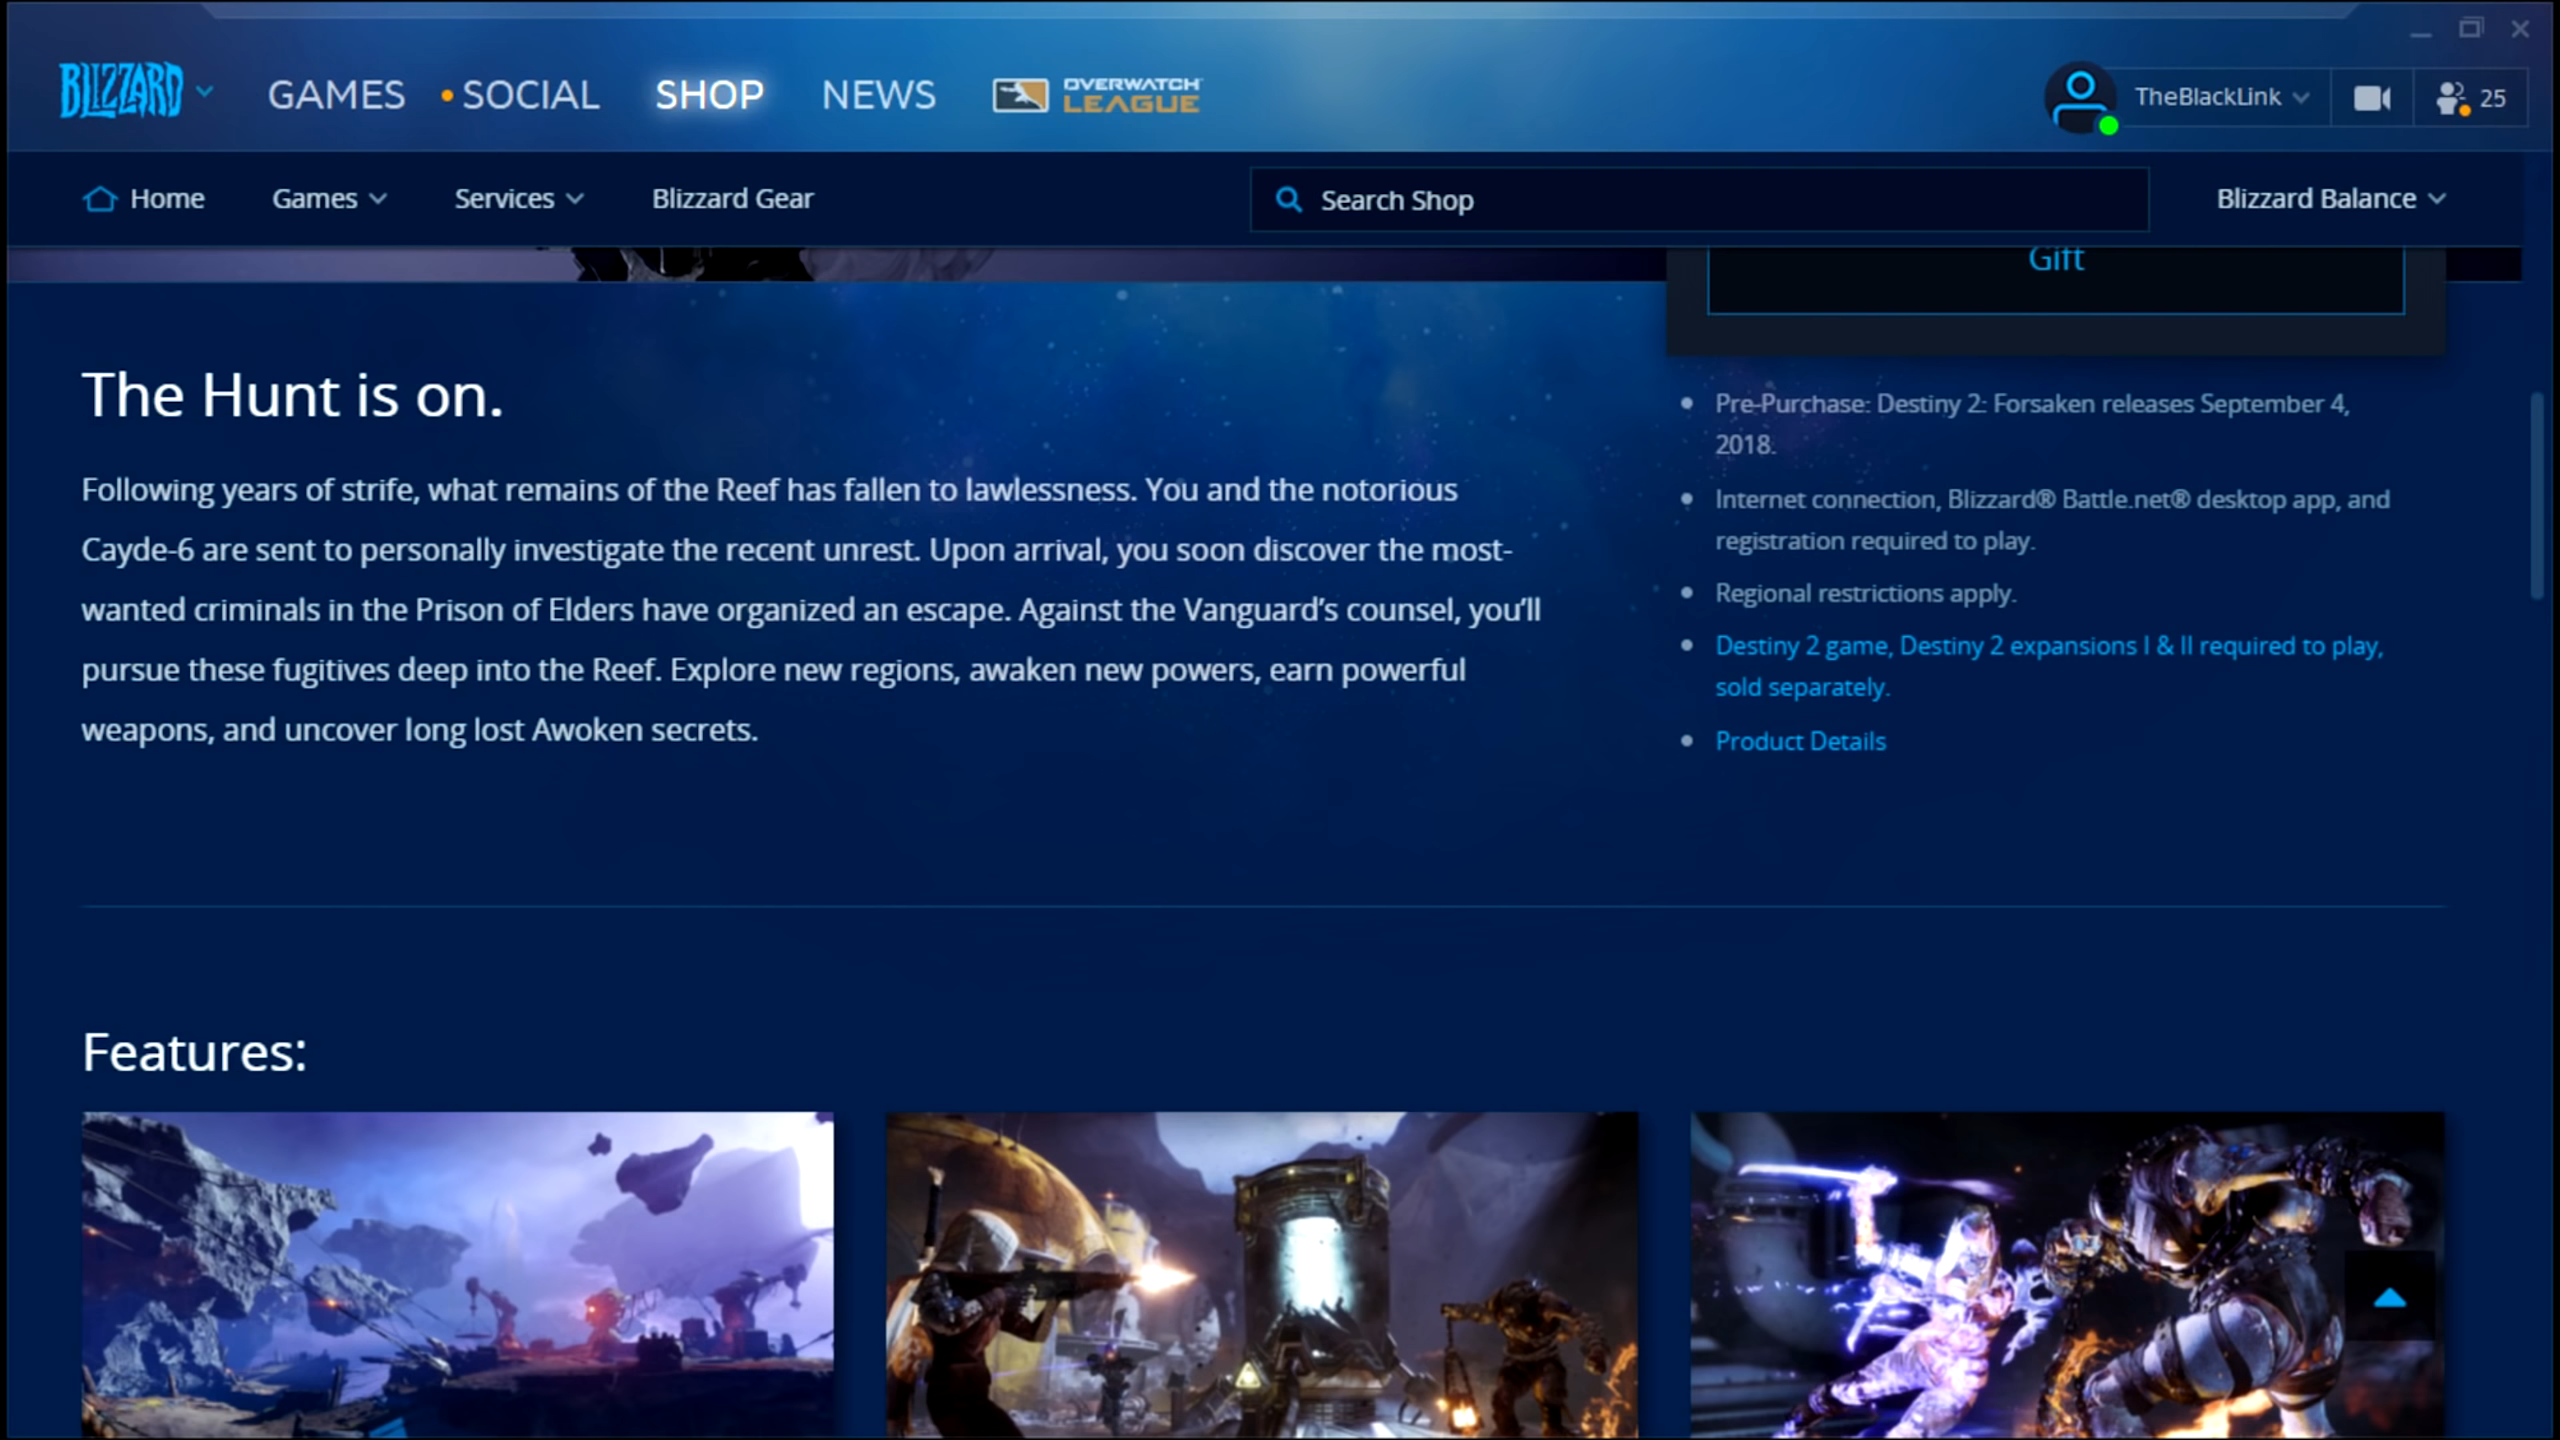 BLIZZARD
GAMES
SOCIAL
SHOP
NEWS
OVERWATCH
LEAGUE
TheBlackLink
25
Home
Games
Services
Blizzard Gear
Search Shop
Blizzard Balance
Gift
The Hunt is on.
Following years of strife, what remains of the Reef has fallen to lawlessness. You and the notorious
Cayde-6 are sent to personally investigate the recent unrest. Upon arrival, you soon discover the most-
wanted criminals in the Prison of Elders have organized an escape. Against the Vanguard’s counsel, you’ll
pursue these fugitives deep into the Reef. Explore new regions, awaken new powers, earn powerful
weapons, and uncover long lost Awoken secrets.
Pre-Purchase: Destiny 2: Forsaken releases September 4,
2018.
Internet connection, Blizzard® Battle.net® desktop app, and
registration required to play.
Regional restrictions apply.
Destiny 2 game, Destiny 2 expansions I & II required to play,
sold separately.
Product Details
Features: